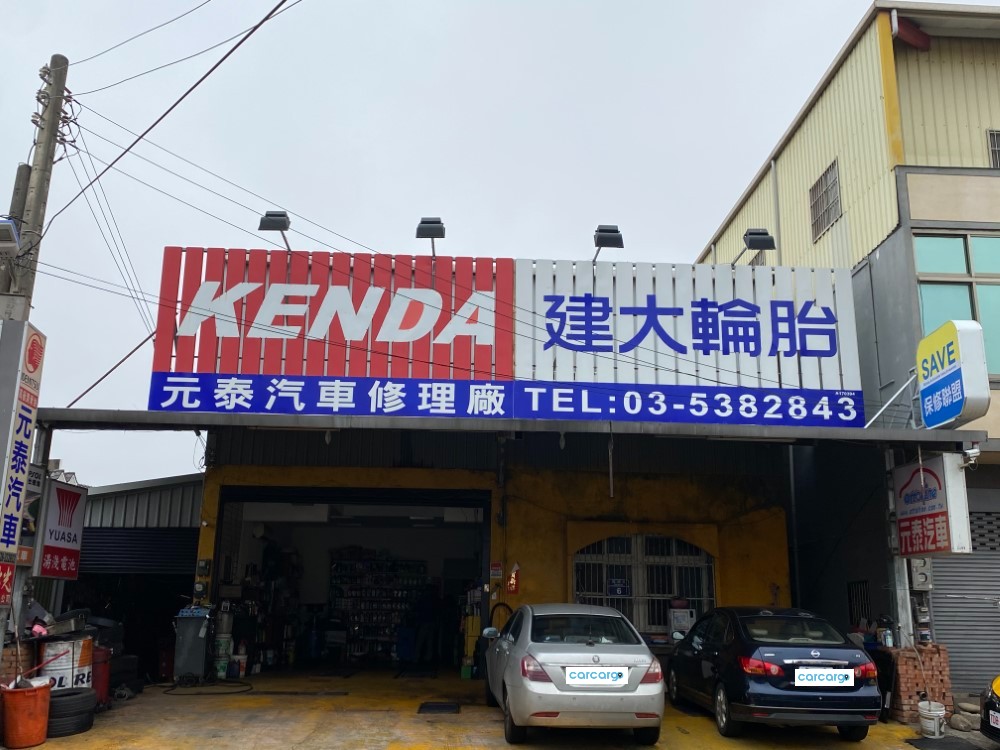 KENDA
建大輪胎
元泰汽車修理廠
TEL:03-5382843
SAVE
保修聯盟
元泰汽車
YUASA
湯淺電池
元泰汽車
carcargo
carcargo